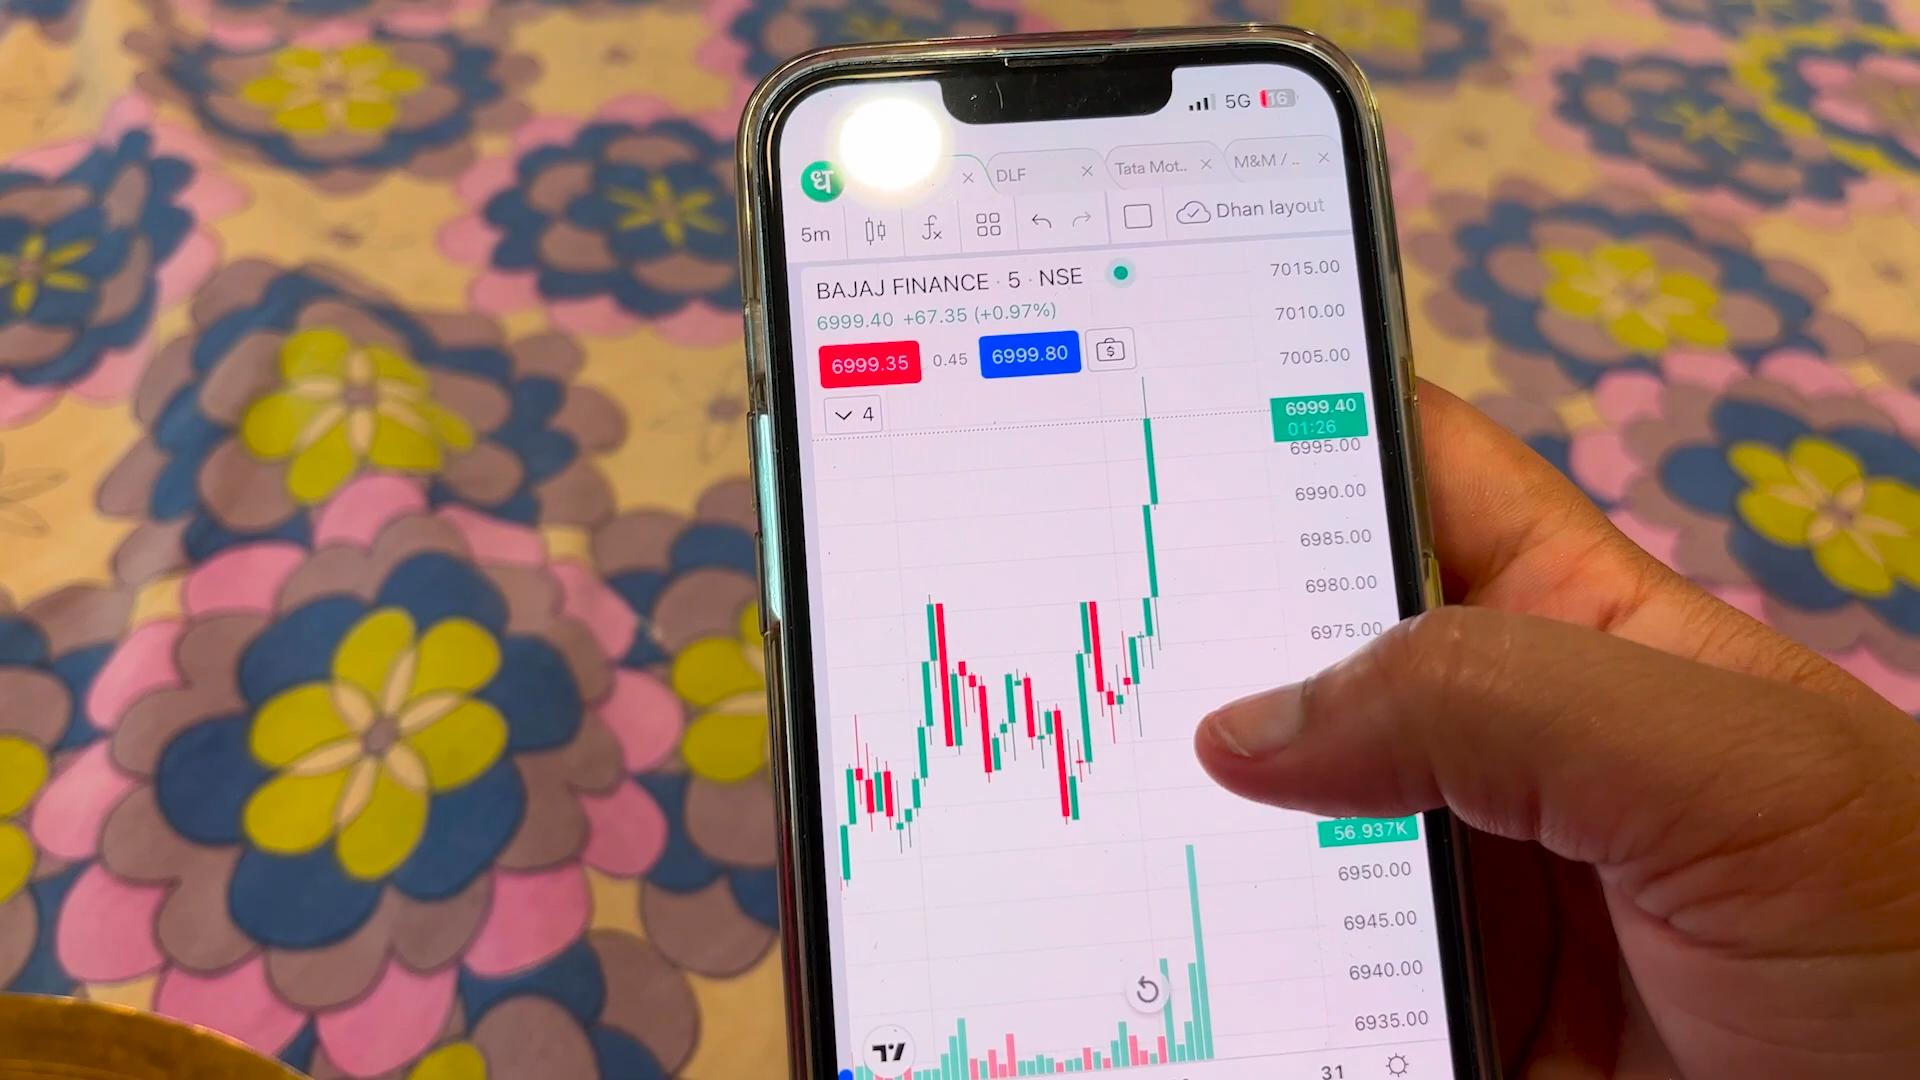 5G 16
ध
DLF Tata Mot.. M&M / ..
5m fx Dhan layout
BAJAJ FINANCE · 5 · NSE
6999.40 +67.35 (+0.97%)
6999.35 0.45 6999.80 $
4
7015.00
7010.00
7005.00
6999.40
01:26
6995.00
6990.00
6985.00
6980.00
6975.00
56.937K
6950.00
6945.00
6940.00
6935.00
31